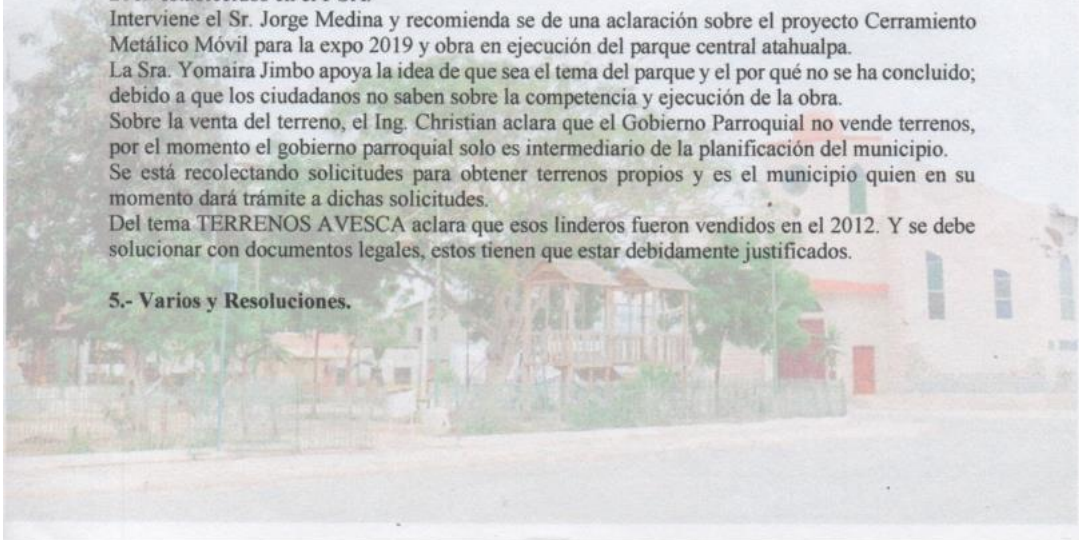 Interviene el Sr. Jorge Medina y recomienda se de una aclaración sobre el proyecto Cerramiento
Metálico Móvil para la expo 2019 y obra en ejecución del parque central atahualpa.
La Sra. Yomaira Jimbo apoya la idea de que sea el tema del parque y el por qué no se ha concluido;
debido a que los ciudadanos no saben sobre la competencia y ejecución de la obra.
Sobre la venta del terreno, el Ing. Christian aclara que el Gobierno Parroquial no vende terrenos,
por el momento el gobierno parroquial solo es intermediario de la planificación del municipio.
Se está recolectando solicitudes para obtener terrenos propios y es el municipio quien en su
momento dará trámite a dichas solicitudes.
Del tema TERRENOS AVESCA aclara que esos linderos fueron vendidos en el 2012. Y se debe
solucionar con documentos legales, estos tienen que estar debidamente justificados.
5.- Varios y Resoluciones.